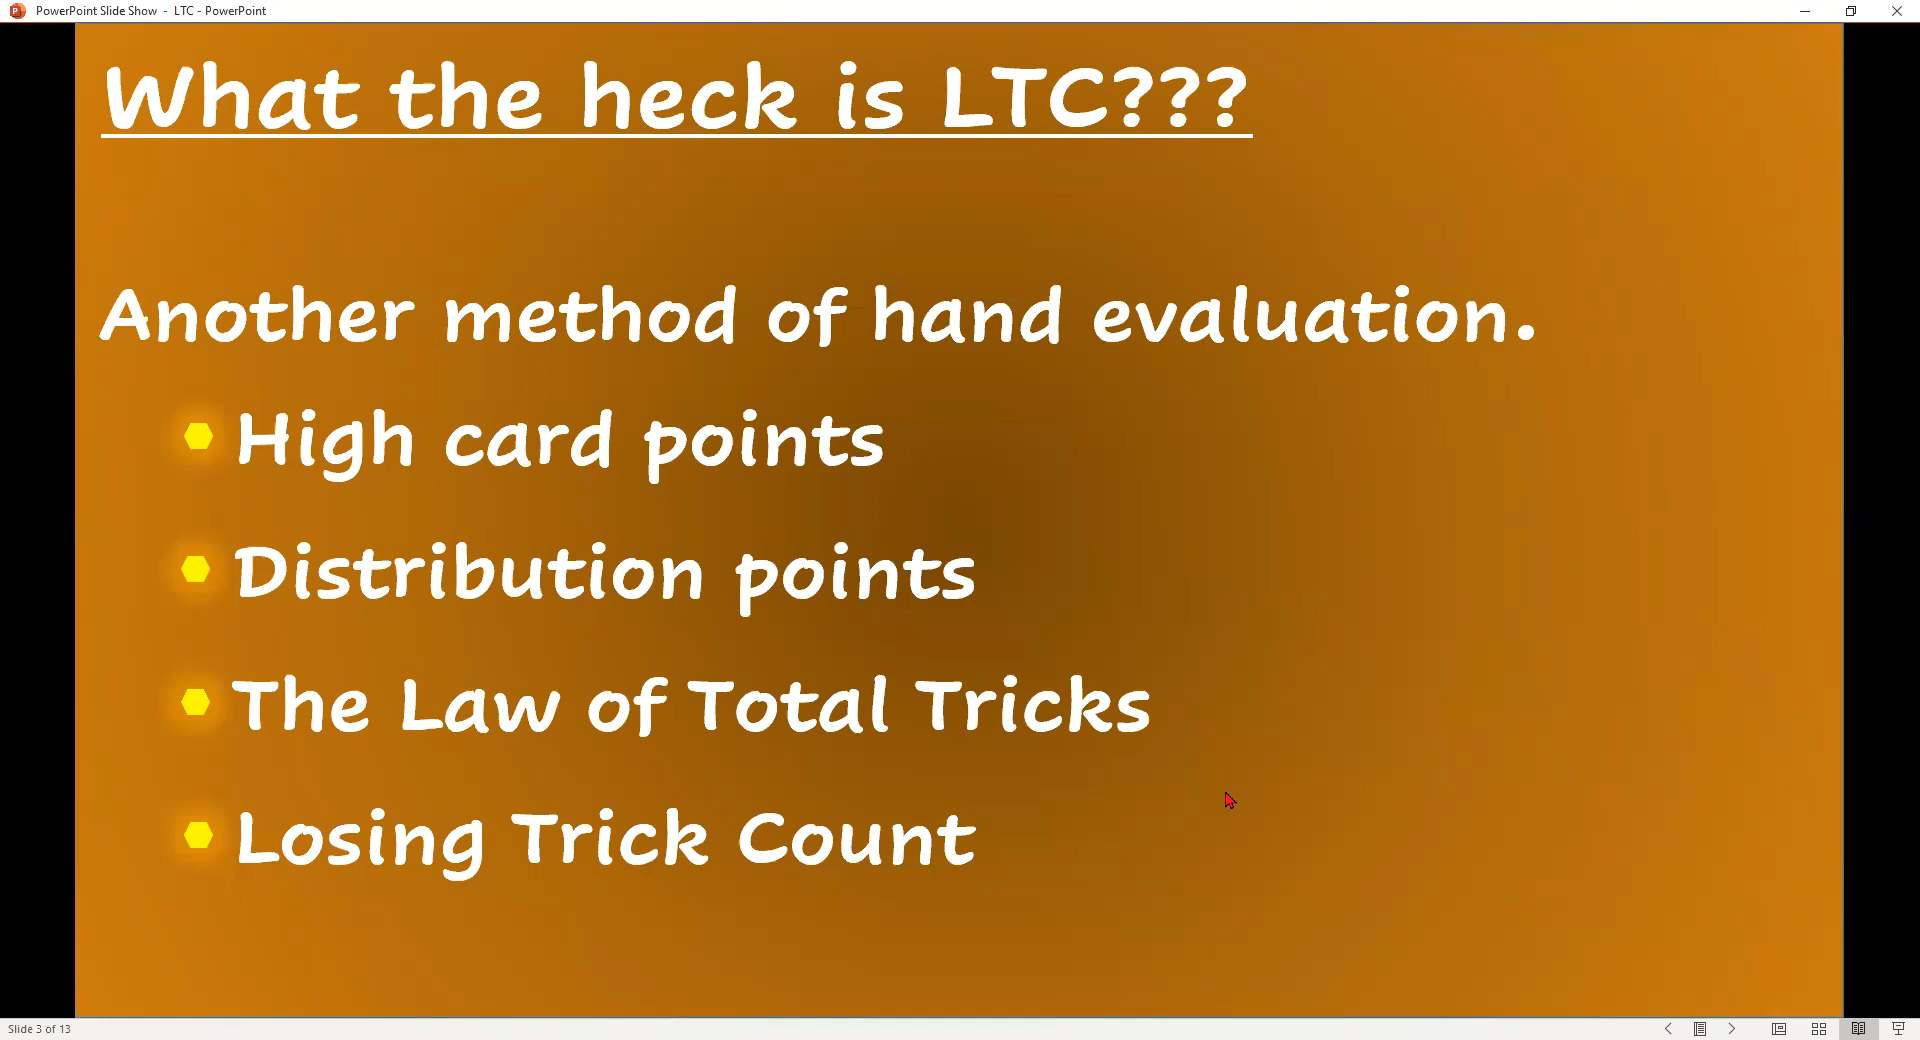 PowerPoint Slide Show - LTC - PowerPoint
What the heck is LTC???
Another method of hand evaluation.
High card points
Distribution points
The Law of Total Tricks
Losing Trick Count
Slide 3 of 13